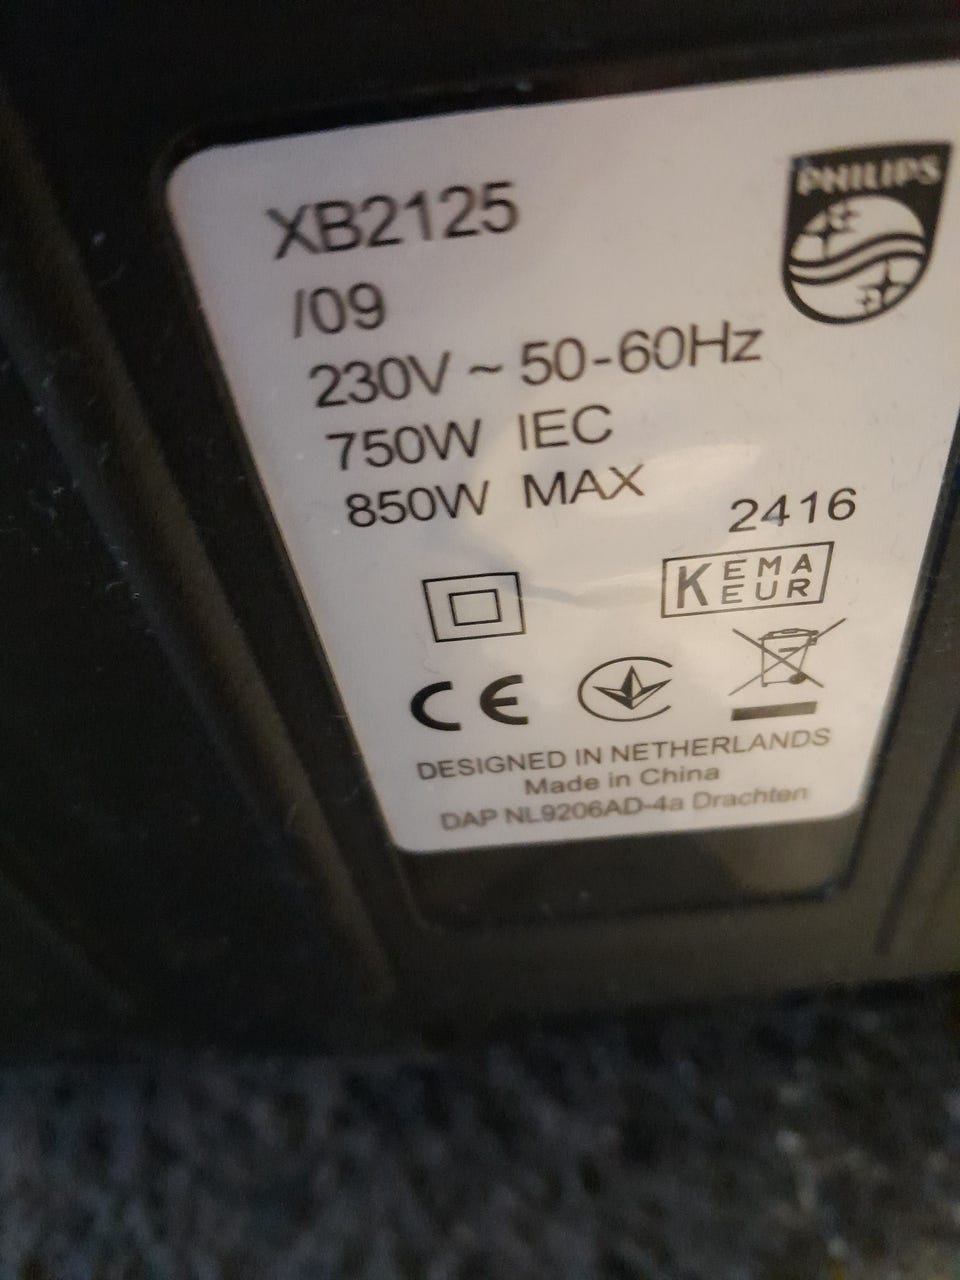 PHILIPS
XB2125
/09
230V ~ 50-60Hz
750W IEC
850W MAX
2416
KEMA
EUR
CE
DESIGNED IN NETHERLANDS
Made in China
DAP NL9206AD-4a Drachten